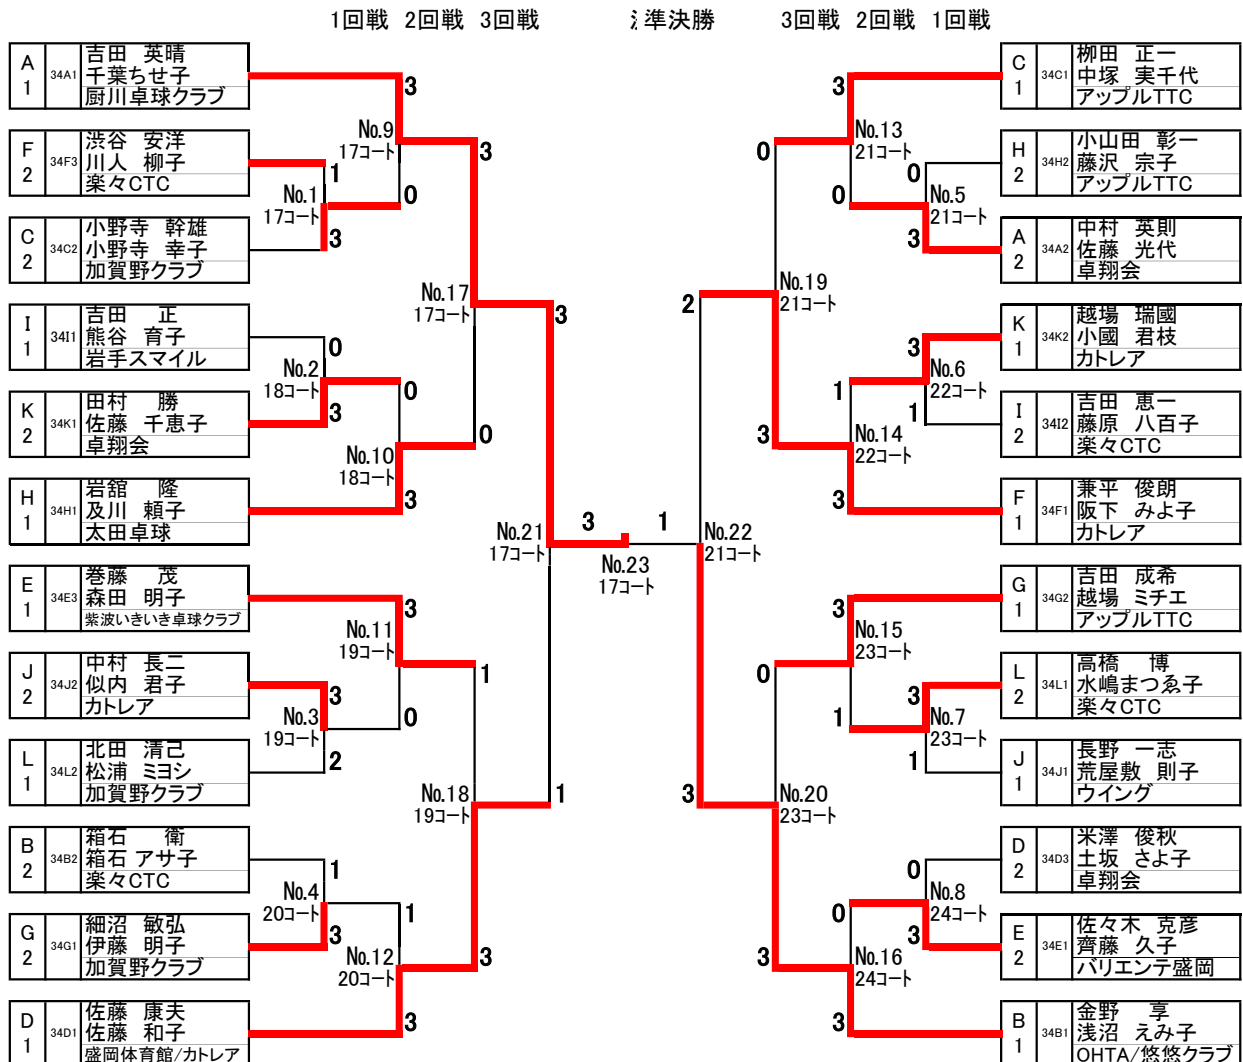 1回戦 2回戦 3回戦 準決勝 3回戦 2回戦 1回戦
A 1 34A1
吉田 英晴
千葉ちせ子
厨川卓球クラブ
F 2 34F3
渋谷 安洋
川人 柳子
楽々CTC
C 2 34C2
小野寺 幹雄
小野寺 幸子
加賀野クラブ
I 1 34I1
吉田 正
熊谷 育子
岩手スマイル
K 2 34K1
田村 勝
佐藤 千恵子
卓翔会
H 1 34H1
岩舘 隆
及川 頼子
太田卓球
E 1 34E3
巻藤 茂
森田 明子
紫波いきいき卓球クラブ
J 2 34J2
中村 長二
似内 君子
カトレア
L 1 34L2
北田 清己
松浦 ミヨシ
加賀野クラブ
B 2 34B2
箱石 衛
箱石 アサ子
楽々CTC
G 2 34G1
細沼 敏弘
伊藤 明子
加賀野クラブ
D 1 34D1
佐藤 康夫
佐藤 和子
盛岡体育館/カトレア
No.1
17コート
1
3
No.2
18コート
0
3
No.3
19コート
3
2
No.4
20コート
1
3
No.9
17コート
3
0
No.10
18コート
0
3
No.11
19コート
3
0
No.12
20コート
1
3
No.17
17コート
3
0
No.18
19コート
1
3
No.21
17コート
3
1
3
No.23
17コート
1
No.22
21コート
2
3
No.19
21コート
0
3
No.20
23コート
0
3
No.13
21コート
3
0
No.14
22コート
1
3
No.15
23コート
3
1
No.16
24コート
0
3
No.5
21コート
0
3
No.6
22コート
3
1
No.7
23コート
3
1
No.8
24コート
0
3
C 1 34C1
柳田 正一
中塚 実千代
アップルTTC
H 2 34H2
小山田 彰一
藤沢 宗子
アップルTTC
A 2 34A2
中村 英則
佐藤 光代
卓翔会
K 1 34K2
越場 瑞國
小國 君枝
カトレア
I 2 34I2
吉田 恵一
藤原 八百子
楽々CTC
F 1 34F1
兼平 俊朗
阪下 みよ子
カトレア
G 1 34G2
吉田 成希
越場 ミチエ
アップルTTC
L 2 34L1
高橋 博
水嶋まつゑ子
楽々CTC
J 1 34J1
長野 一志
荒屋敷 則子
ウイング
D 2 34D3
米澤 俊秋
土坂 さよ子
卓翔会
E 2 34E1
佐々木 克彦
齊藤 久子
バリエンテ盛岡
B 1 34B1
金野 享
浅沼 えみ子
OHTA/悠悠クラブ